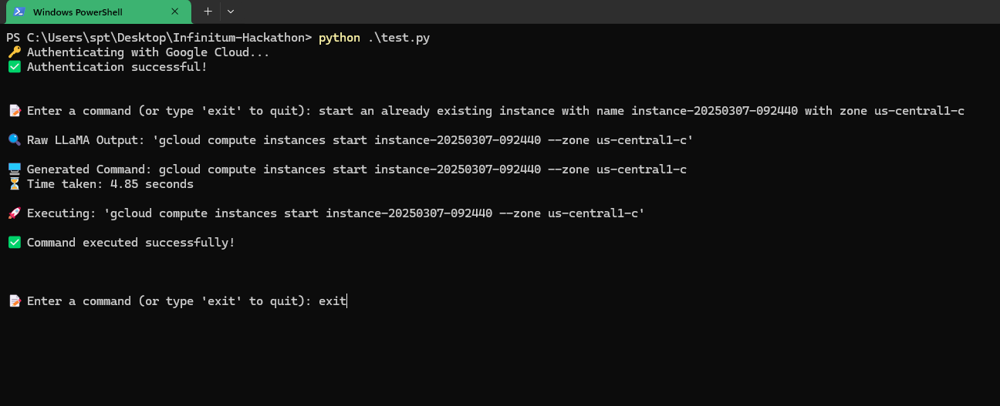 Windows PowerShell
PS C:\Users\spt\Desktop\Infinitum-Hackathon> python .\test.py
🔑 Authenticating with Google Cloud...
✅ Authentication successful!
📝 Enter a command (or type 'exit' to quit): start an already existing instance with name instance-20250307-092440 with zone us-central1-c
🔍 Raw LLaMA Output: 'gcloud compute instances start instance-20250307-092440 --zone us-central1-c'
🖥️ Generated Command: gcloud compute instances start instance-20250307-092440 --zone us-central1-c
⏳ Time taken: 4.85 seconds
🚀 Executing: 'gcloud compute instances start instance-20250307-092440 --zone us-central1-c'
✅ Command executed successfully!
📝 Enter a command (or type 'exit' to quit): exit